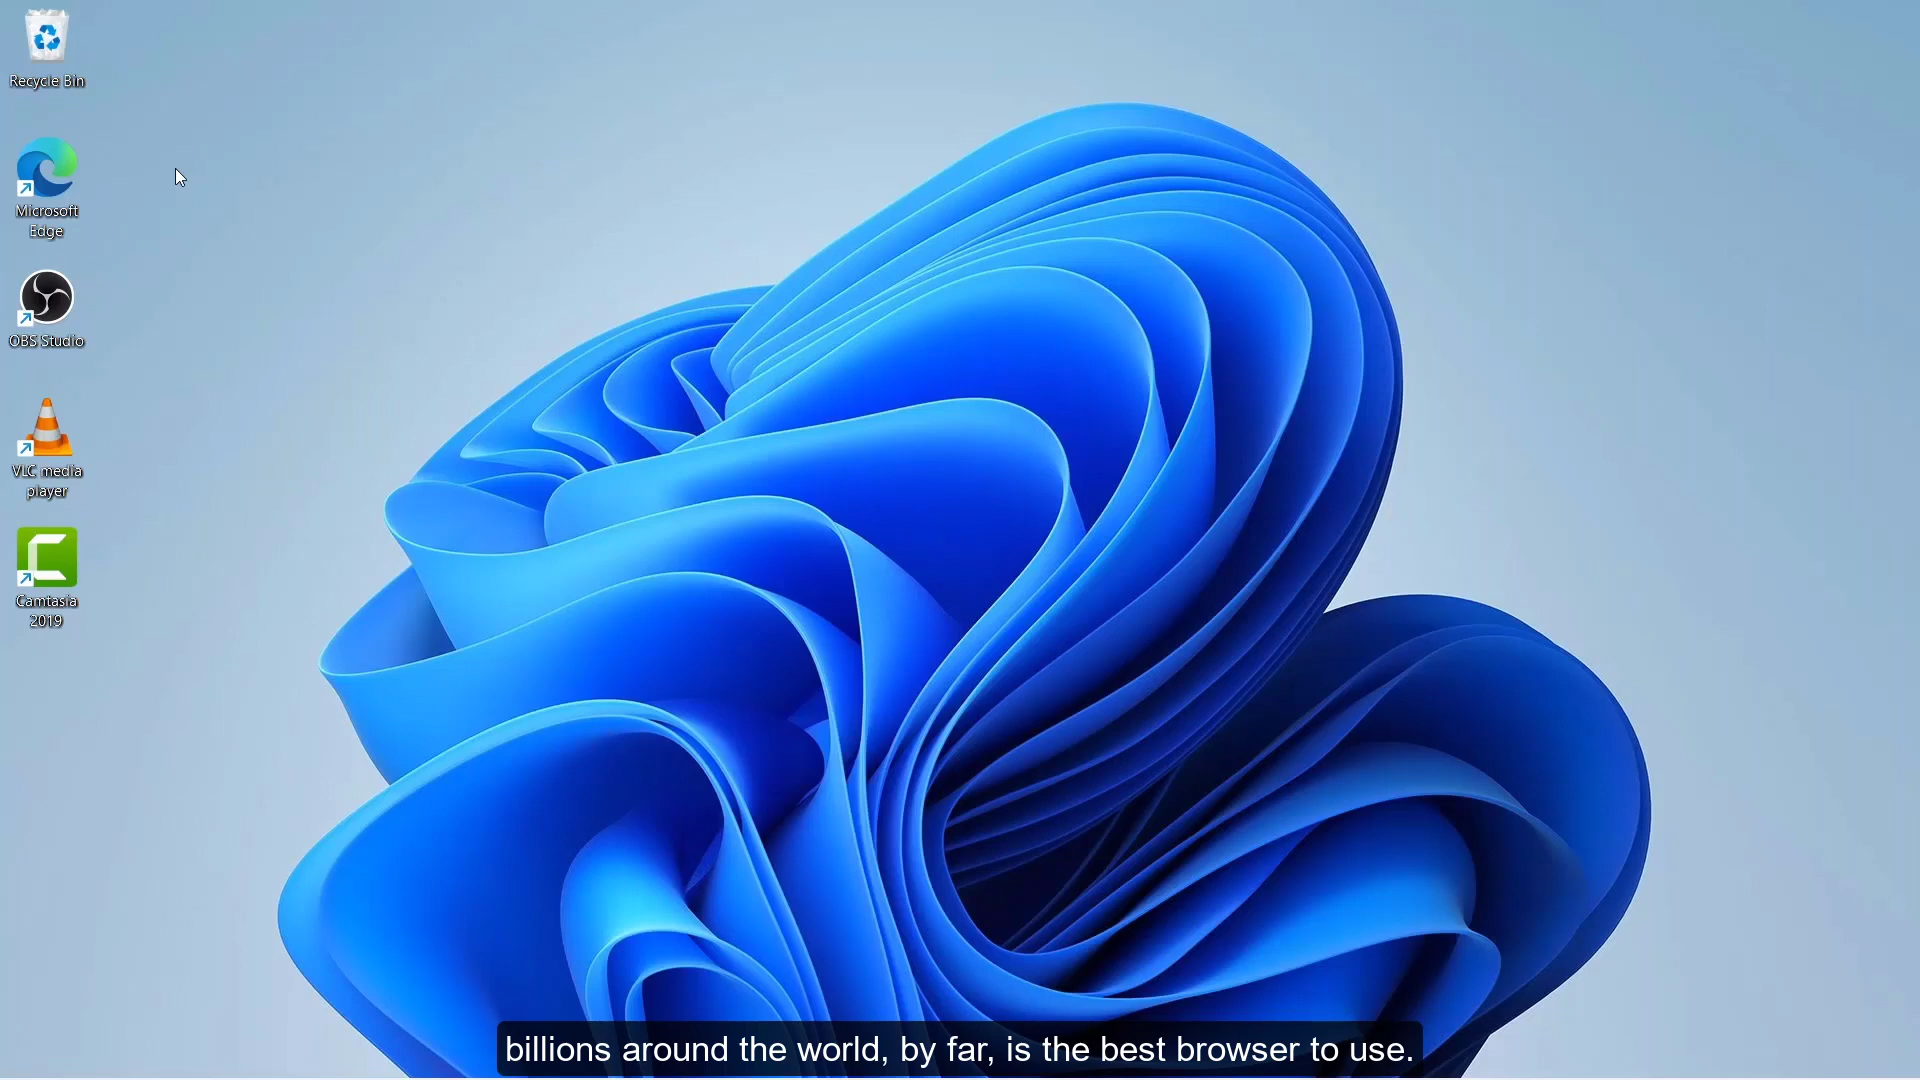 Recycle Bin
Microsoft
Edge
OBS Studio
VLC media
player
Camtasia
2019
billions around the world, by far, is the best browser to use.